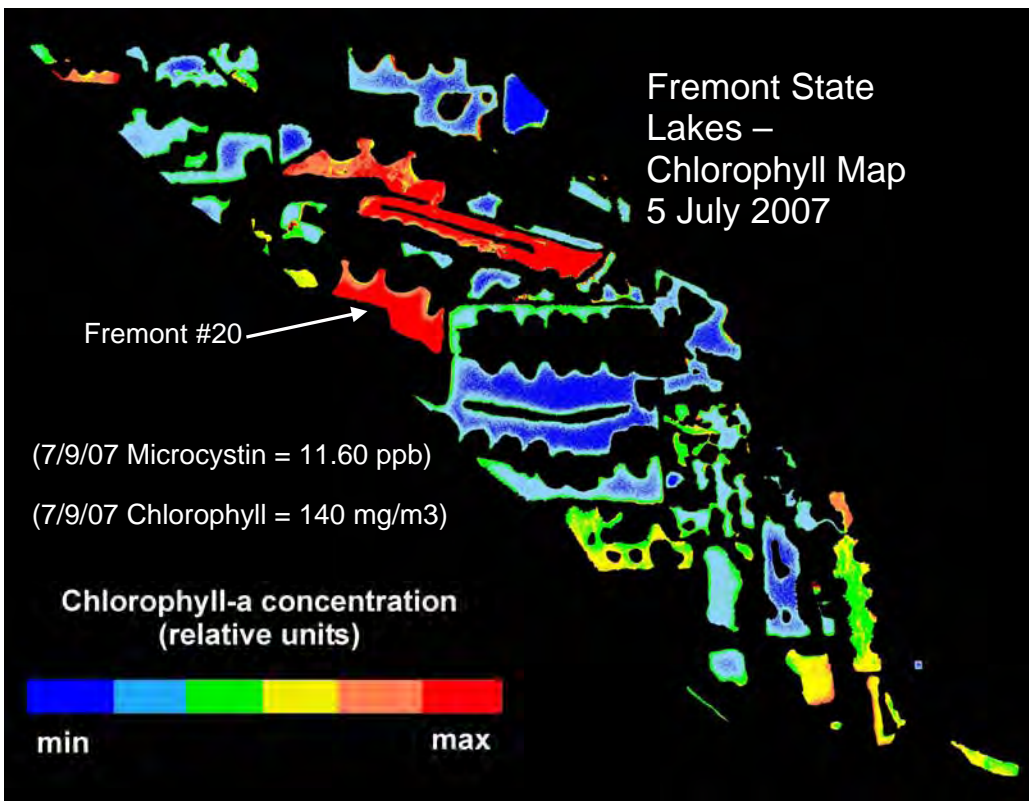 Fremont State
Lakes –
Chlorophyll Map
5 July 2007
Fremont #20
(7/9/07 Microcystin = 11.60 ppb)
(7/9/07 Chlorophyll = 140 mg/m3)
Chlorophyll-a concentration
(relative units)
min max